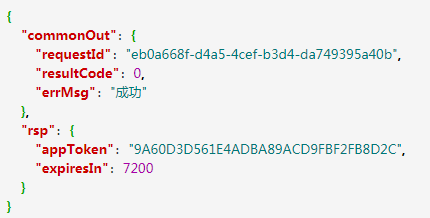 {
"commonOut": {
"requestId": "eb0a668f-d4a5-4cef-b3d4-da749395a40b",
"resultCode": 0,
"errMsg": "成功"
},
"rsp": {
"appToken": "9A60D3D561E4ADBA89ACD9FBF2FB8D2C",
"expiresIn": 7200
}
}